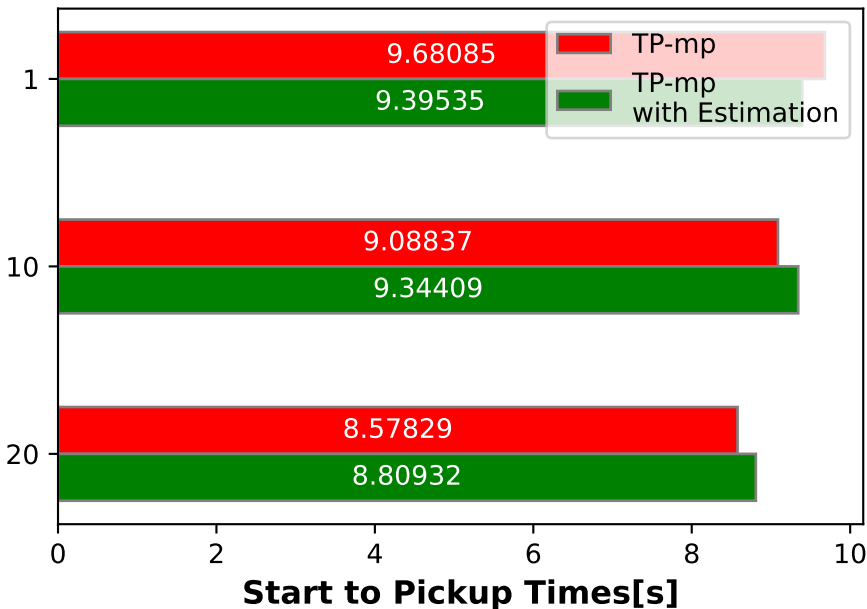 TP-mp
TP-mp
with Estimation
1
9.68085
9.39535
10
9.08837
9.34409
20
8.57829
8.80932
0 2 4 6 8 10
Start to Pickup Times[s]